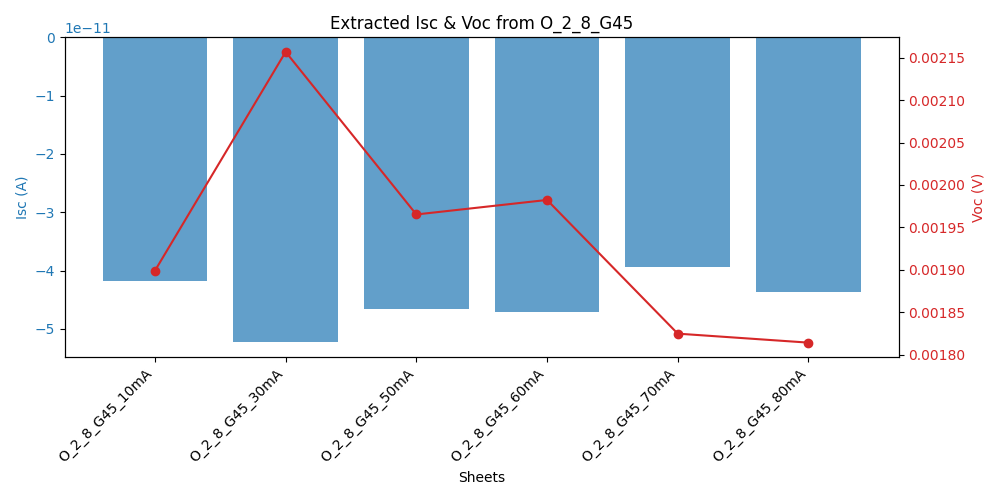 Extracted Isc & Voc from O_2_8_G45
1e−11
0
−1
−2
−3
−4
−5
Isc (A)
0.00215
0.00210
0.00205
0.00200
0.00195
0.00190
0.00185
0.00180
Voc (V)
O_2_8_G45_10mA
O_2_8_G45_30mA
O_2_8_G45_50mA
O_2_8_G45_60mA
O_2_8_G45_70mA
O_2_8_G45_80mA
Sheets